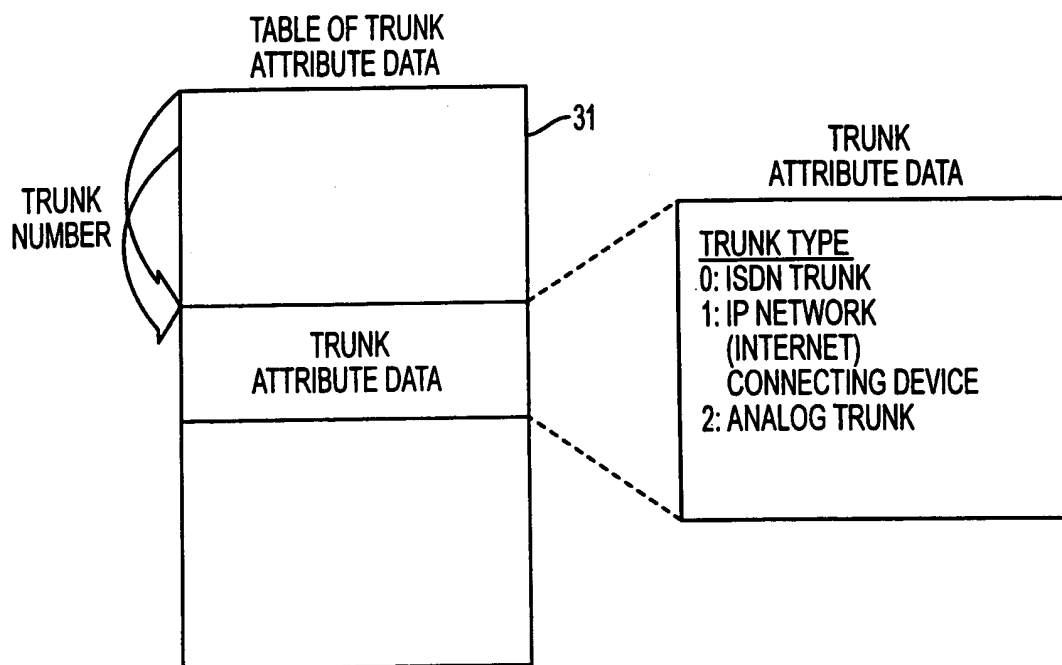 TABLE OF TRUNK
ATTRIBUTE DATA
31
TRUNK
NUMBER
TRUNK
ATTRIBUTE DATA
TRUNK
ATTRIBUTE DATA
TRUNK TYPE
0: ISDN TRUNK
1: IP NETWORK
(INTERNET)
CONNECTING DEVICE
2: ANALOG TRUNK